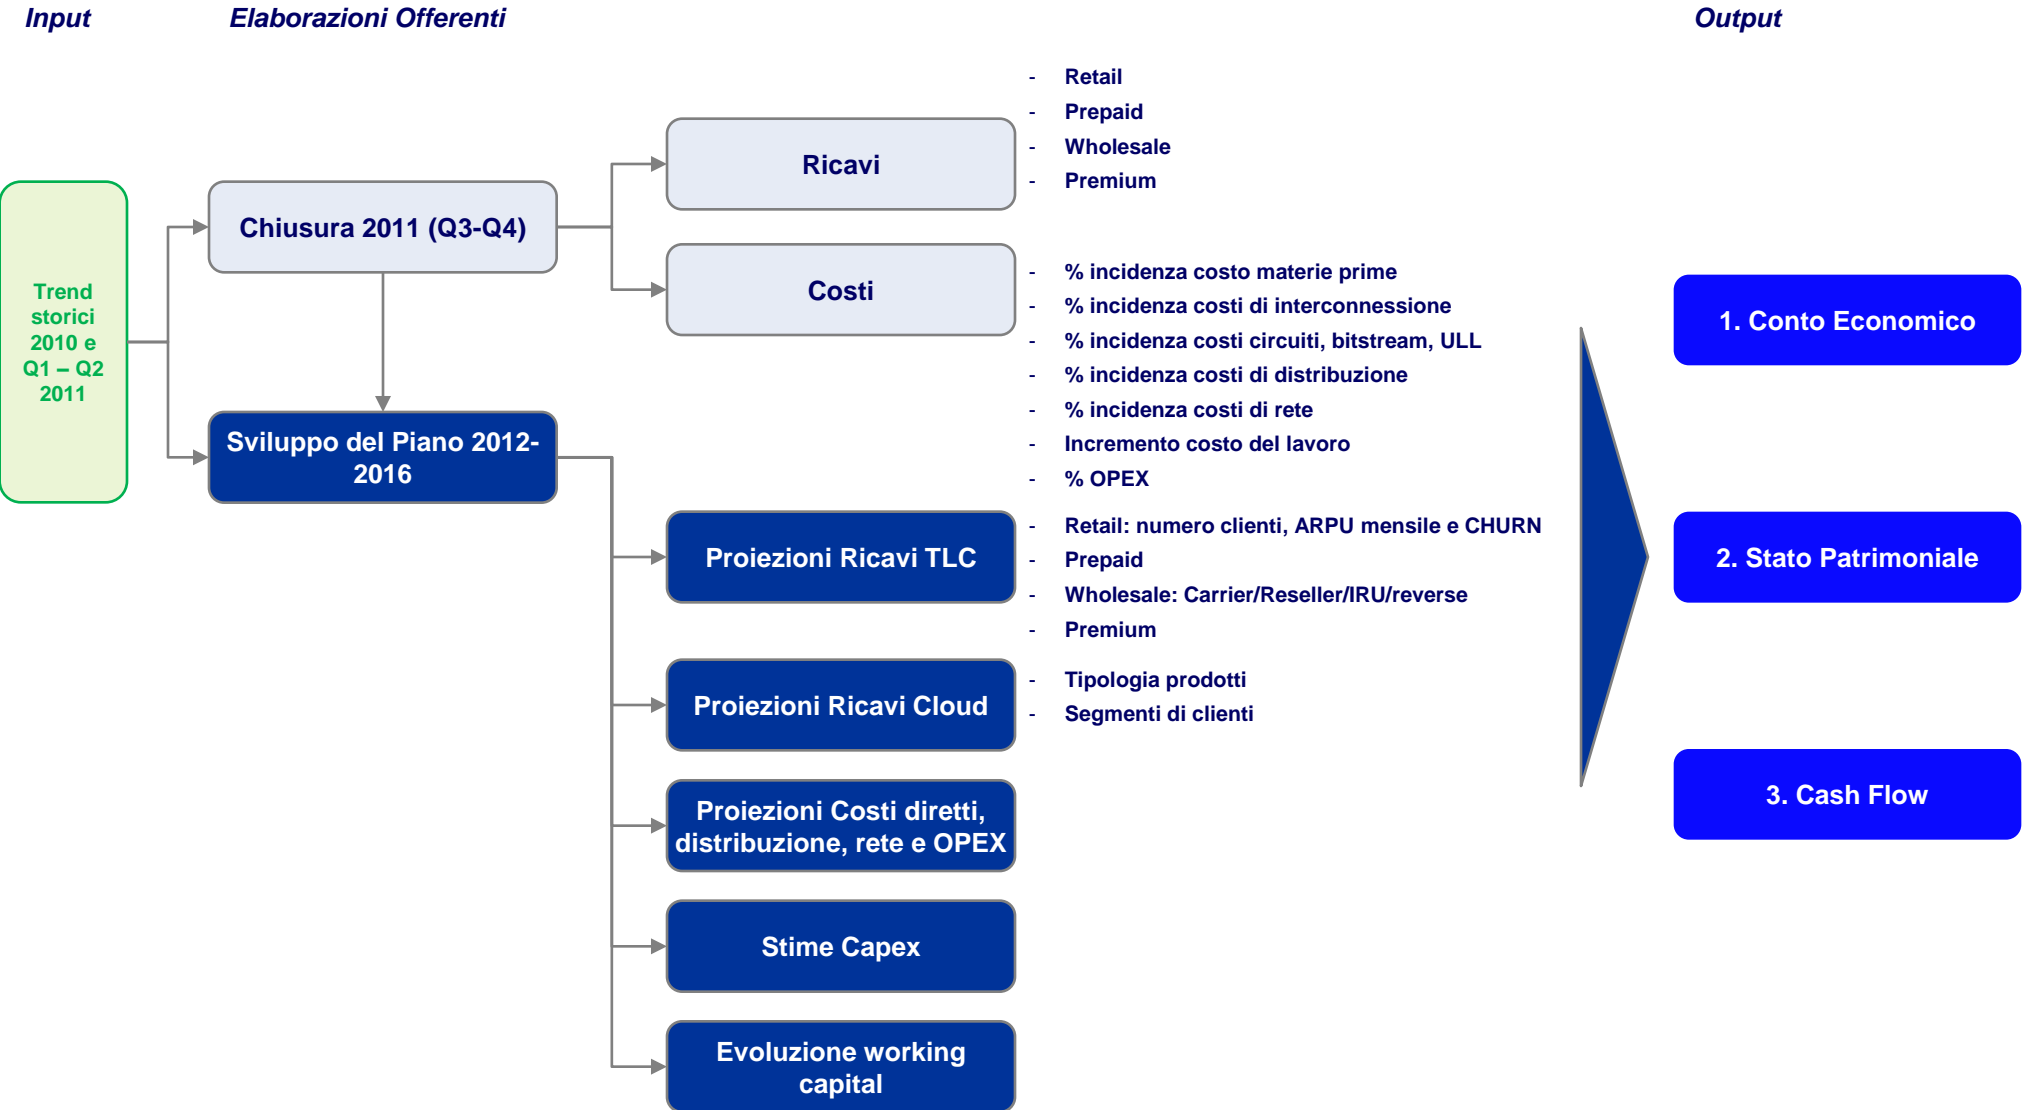 Input
Elaborazioni Offerenti
Output
Trend
storici
2010 e
Q1 – Q2
2011
Chiusura 2011 (Q3-Q4)
Sviluppo del Piano 2012-
2016
Ricavi
- Retail
- Prepaid
- Wholesale
- Premium
Costi
- % incidenza costo materie prime
- % incidenza costi di interconnessione
- % incidenza costi circuiti, bitstream, ULL
- % incidenza costi di distribuzione
- % incidenza costi di rete
- Incremento costo del lavoro
- % OPEX
Proiezioni Ricavi TLC
- Retail: numero clienti, ARPU mensile e CHURN
- Prepaid
- Wholesale: Carrier/Reseller/IRU/reverse
- Premium
Proiezioni Ricavi Cloud
- Tipologia prodotti
- Segmenti di clienti
Proiezioni Costi diretti,
distribuzione, rete e OPEX
Stime Capex
Evoluzione working
capital
1. Conto Economico
2. Stato Patrimoniale
3. Cash Flow